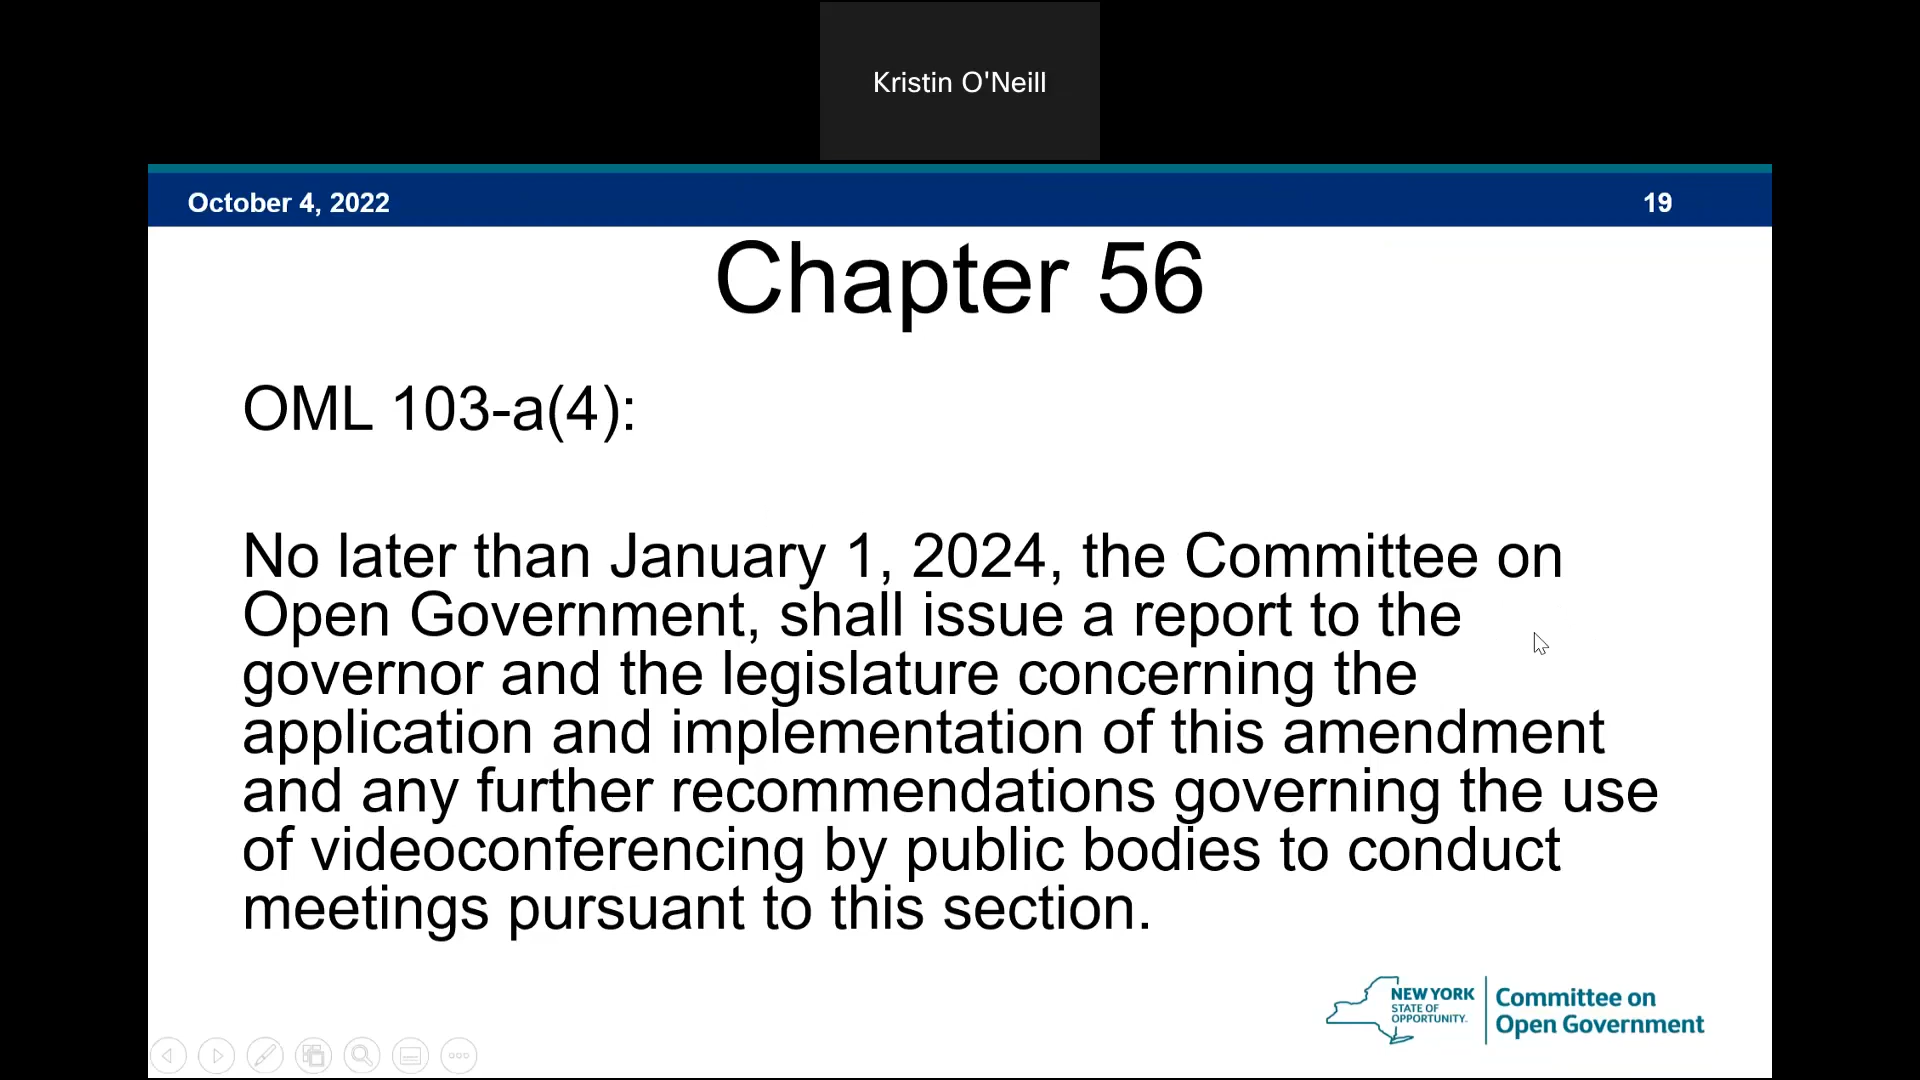 Kristin O'Neill
October 4, 2022
19
Chapter 56
OML 103-a(4):
No later than January 1, 2024, the Committee on
Open Government, shall issue a report to the
governor and the legislature concerning the
application and implementation of this amendment
and any further recommendations governing the use
of videoconferencing by public bodies to conduct
meetings pursuant to this section.
NEW YORK
STATE OF
OPPORTUNITY.
Committee on
Open Government